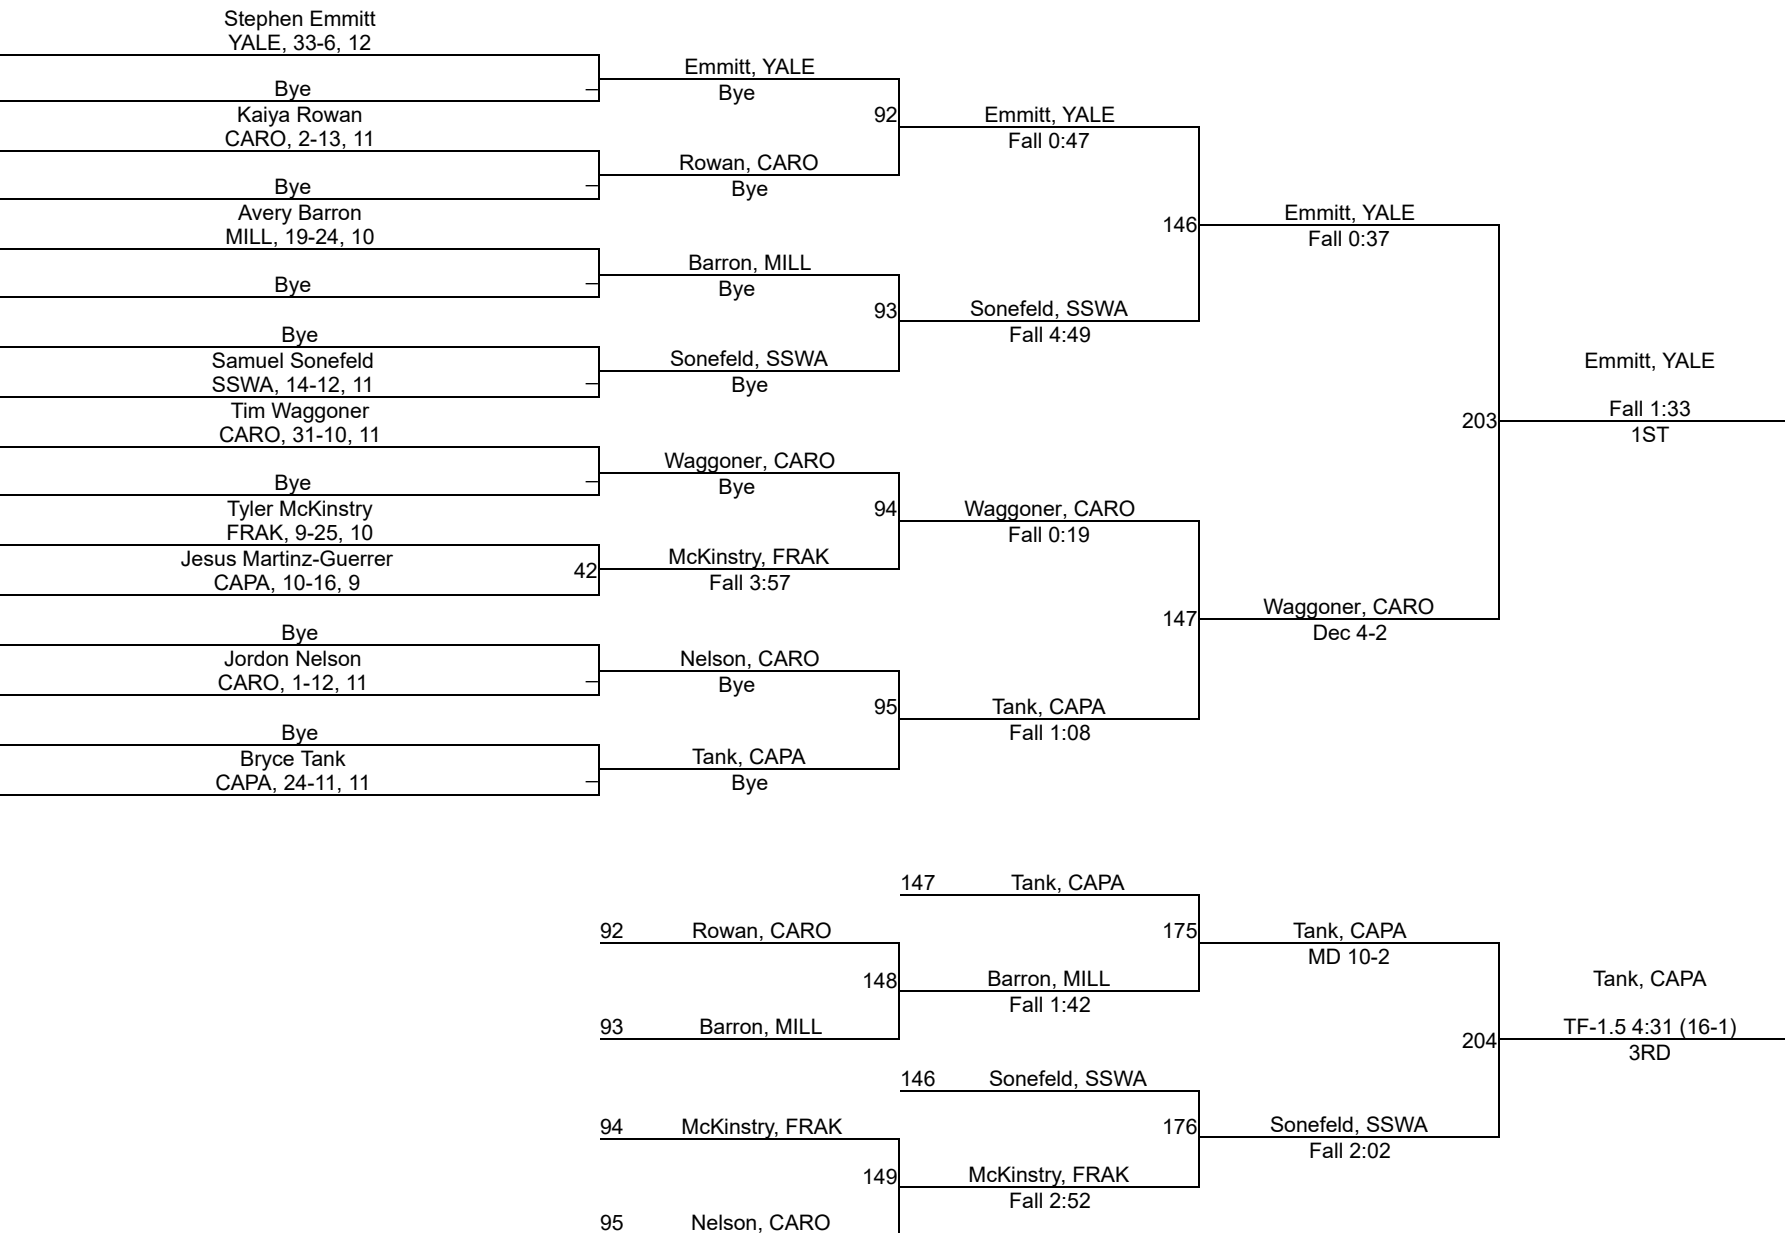 Stephen Emmitt
YALE, 33-6, 12
Bye
Kaiya Rowan
CARO, 2-13, 11
Bye
Avery Barron
MILL, 19-24, 10
Bye
Bye
Samuel Sonefeld
SSWA, 14-12, 11
Tim Waggoner
CARO, 31-10, 11
Bye
Tyler McKinstry
FRAK, 9-25, 10
Jesus Martinz-Guerrer
CAPA, 10-16, 9
42
Bye
Jordon Nelson
CARO, 1-12, 11
Bye
Bryce Tank
CAPA, 24-11, 11
Emmitt, YALE
Bye
92
Rowan, CARO
Bye
Barron, MILL
Bye
93
Sonefeld, SSWA
Bye
Waggoner, CARO
Bye
94
McKinstry, FRAK
Fall 3:57
Nelson, CARO
Bye
95
Tank, CAPA
Bye
Emmitt, YALE
Fall 0:47
146
Sonefeld, SSWA
Fall 4:49
Waggoner, CARO
Fall 0:19
147
Tank, CAPA
Fall 1:08
Emmitt, YALE
Fall 0:37
203
Waggoner, CARO
Dec 4-2
Emmitt, YALE
Fall 1:33
1ST
92 Rowan, CARO
148
93 Barron, MILL
94 McKinstry, FRAK
149
95 Nelson, CARO
147 Tank, CAPA
175
Barron, MILL
Fall 1:42
146 Sonefeld, SSWA
176
McKinstry, FRAK
Fall 2:52
Tank, CAPA
MD 10-2
204
Sonefeld, SSWA
Fall 2:02
Tank, CAPA
TF-1.5 4:31 (16-1)
3RD